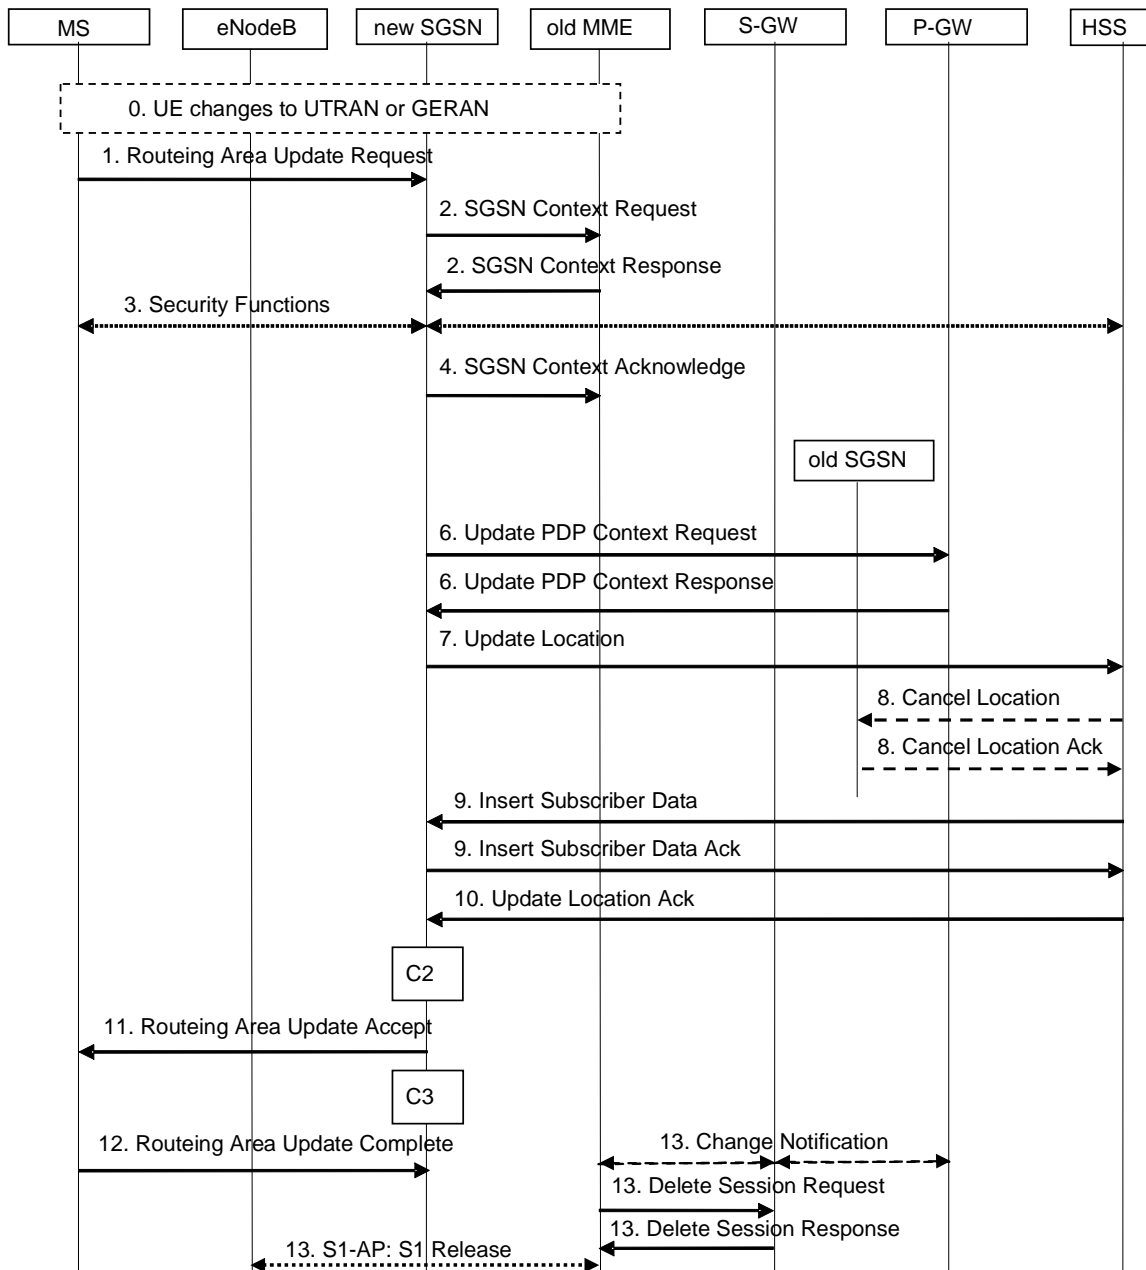 MS
eNodeB
new SGSN
old MME
S-GW
P-GW
HSS
0. UE changes to UTRAN or GERAN
1. Routeing Area Update Request
2. SGSN Context Request
2. SGSN Context Response
3. Security Functions
4. SGSN Context Acknowledge
old SGSN
6. Update PDP Context Request
6. Update PDP Context Response
7. Update Location
8. Cancel Location
8. Cancel Location Ack
9. Insert Subscriber Data
9. Insert Subscriber Data Ack
10. Update Location Ack
C2
11. Routeing Area Update Accept
C3
12. Routeing Area Update Complete
13. Change Notification
13. Delete Session Request
13. Delete Session Response
13. S1-AP: S1 Release